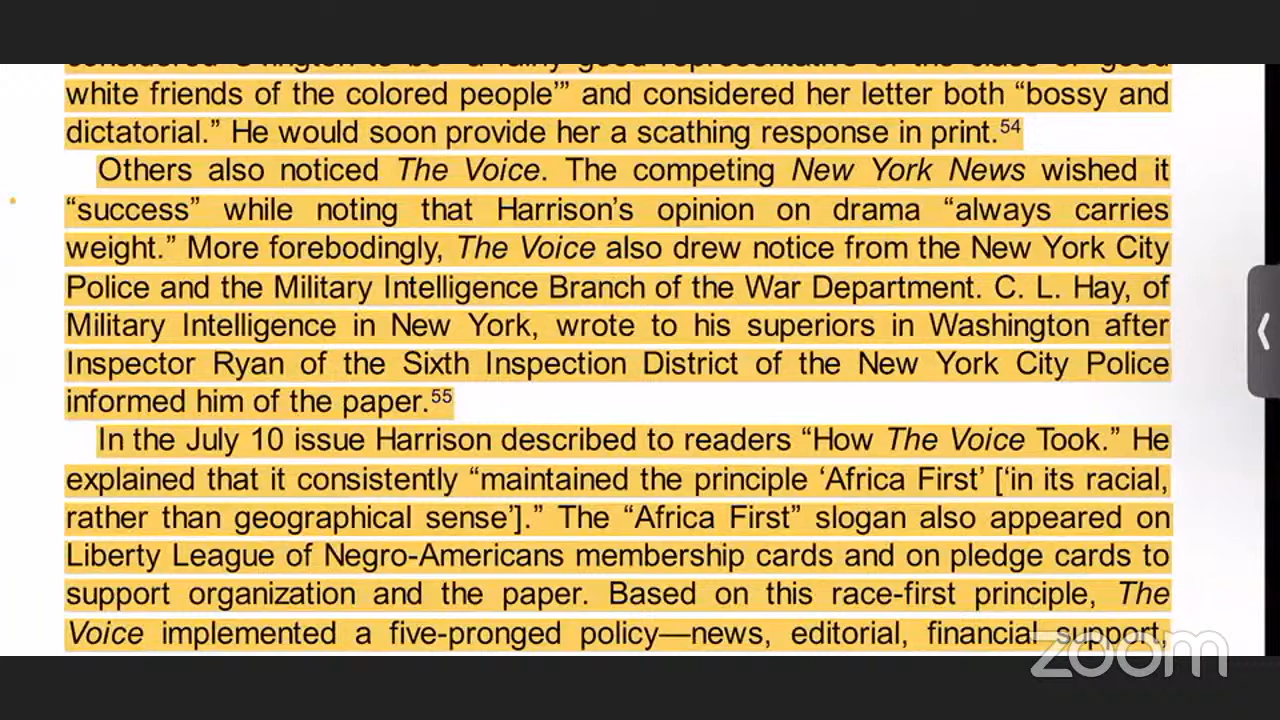 white friends of the colored people’” and considered her letter both “bossy and
dictatorial.” He would soon provide her a scathing response in print.54
Others also noticed The Voice. The competing New York News wished it
“success” while noting that Harrison’s opinion on drama “always carries
weight.” More forebodingly, The Voice also drew notice from the New York City
Police and the Military Intelligence Branch of the War Department. C. L. Hay, of
Military Intelligence in New York, wrote to his superiors in Washington after
Inspector Ryan of the Sixth Inspection District of the New York City Police
informed him of the paper.55
In the July 10 issue Harrison described to readers “How The Voice Took.” He
explained that it consistently “maintained the principle ‘Africa First’ [‘in its racial,
rather than geographical sense’].” The “Africa First” slogan also appeared on
Liberty League of Negro-Americans membership cards and on pledge cards to
support organization and the paper. Based on this race-first principle, The
Voice implemented a five-pronged policy—news, editorial, financial support,
zoom